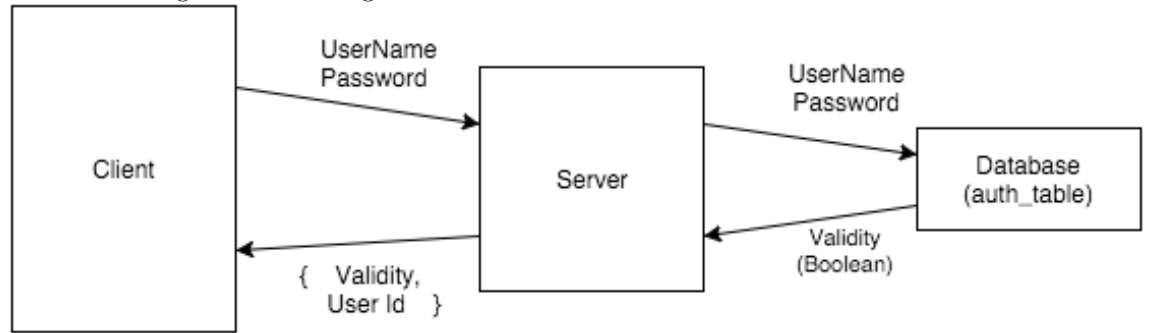 UserName
Password
UserName
Password
Client
Server
Database
(auth_table)
Validity
(Boolean)
{ Validity,
User Id }